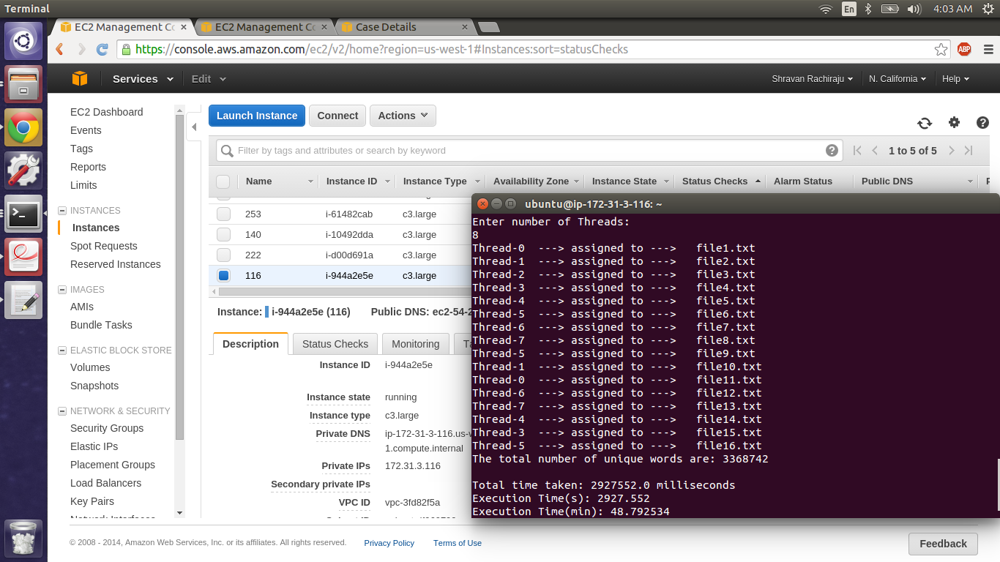 Terminal
En
4:03 AM
EC2 Management Co
EC2 Management Co
Case Details
https://console.aws.amazon.com/ec2/v2/home?region=us-west-1#Instances:sort=statusChecks
ABP
Services
Edit
Shravan Rachiraju
N. California
Help
EC2 Dashboard
Events
Tags
Reports
Limits
INSTANCES
Instances
Spot Requests
Reserved Instances
IMAGES
AMIs
Bundle Tasks
ELASTIC BLOCK STORE
Volumes
Snapshots
NETWORK & SECURITY
Security Groups
Elastic IPs
Placement Groups
Load Balancers
Key Pairs
Launch Instance
Connect
Actions
Filter by tags and attributes or search by keyword
1 to 5 of 5
Name Instance ID Instance Type Availability Zone Instance State Status Checks Alarm Status Public DNS
253 i-61482cab c3.large
140 i-10492dda c3.large
222 i-d00d691a c3.large
116 i-944a2e5e c3.large
Instance: i-944a2e5e (116) Public DNS: ec2-54-2
Description Status Checks Monitoring
Instance ID i-944a2e5e
Instance state running
Instance type c3.large
Private DNS ip-172-31-3-116.us-w
1.compute.internal
Private IPs 172.31.3.116
Secondary private IPs
VPC ID vpc-3fd82f5a
ubuntu@ip-172-31-3-116: ~
Enter number of Threads:
8
Thread-0 ---> assigned to ---> file1.txt
Thread-1 ---> assigned to ---> file2.txt
Thread-2 ---> assigned to ---> file3.txt
Thread-3 ---> assigned to ---> file4.txt
Thread-4 ---> assigned to ---> file5.txt
Thread-5 ---> assigned to ---> file6.txt
Thread-6 ---> assigned to ---> file7.txt
Thread-7 ---> assigned to ---> file8.txt
Thread-5 ---> assigned to ---> file9.txt
Thread-1 ---> assigned to ---> file10.txt
Thread-0 ---> assigned to ---> file11.txt
Thread-6 ---> assigned to ---> file12.txt
Thread-7 ---> assigned to ---> file13.txt
Thread-4 ---> assigned to ---> file14.txt
Thread-3 ---> assigned to ---> file15.txt
Thread-5 ---> assigned to ---> file16.txt
The total number of unique words are: 3368742
Total time taken: 2927552.0 milliseconds
Execution Time(s): 2927.552
Execution Time(min): 48.792534
© 2008 - 2014, Amazon Web Services, Inc. or its affiliates. All rights reserved. Privacy Policy Terms of Use
Feedback